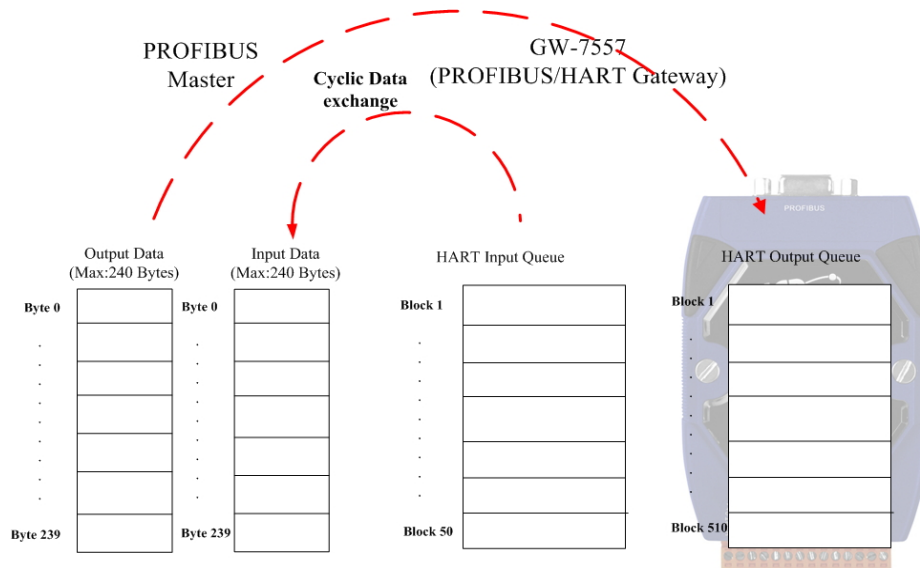 PROFIBUS
Master
GW-7557
(PROFIBUS/HART Gateway)
Cyclic Data
exchange
PROFIBUS
Output Data
(Max:240 Bytes)
Input Data
(Max:240 Bytes)
HART Input Queue
HART Output Queue
Byte 0
Byte 0
Block 1
Block 1
Byte 239
Byte 239
Block 50
Block 510